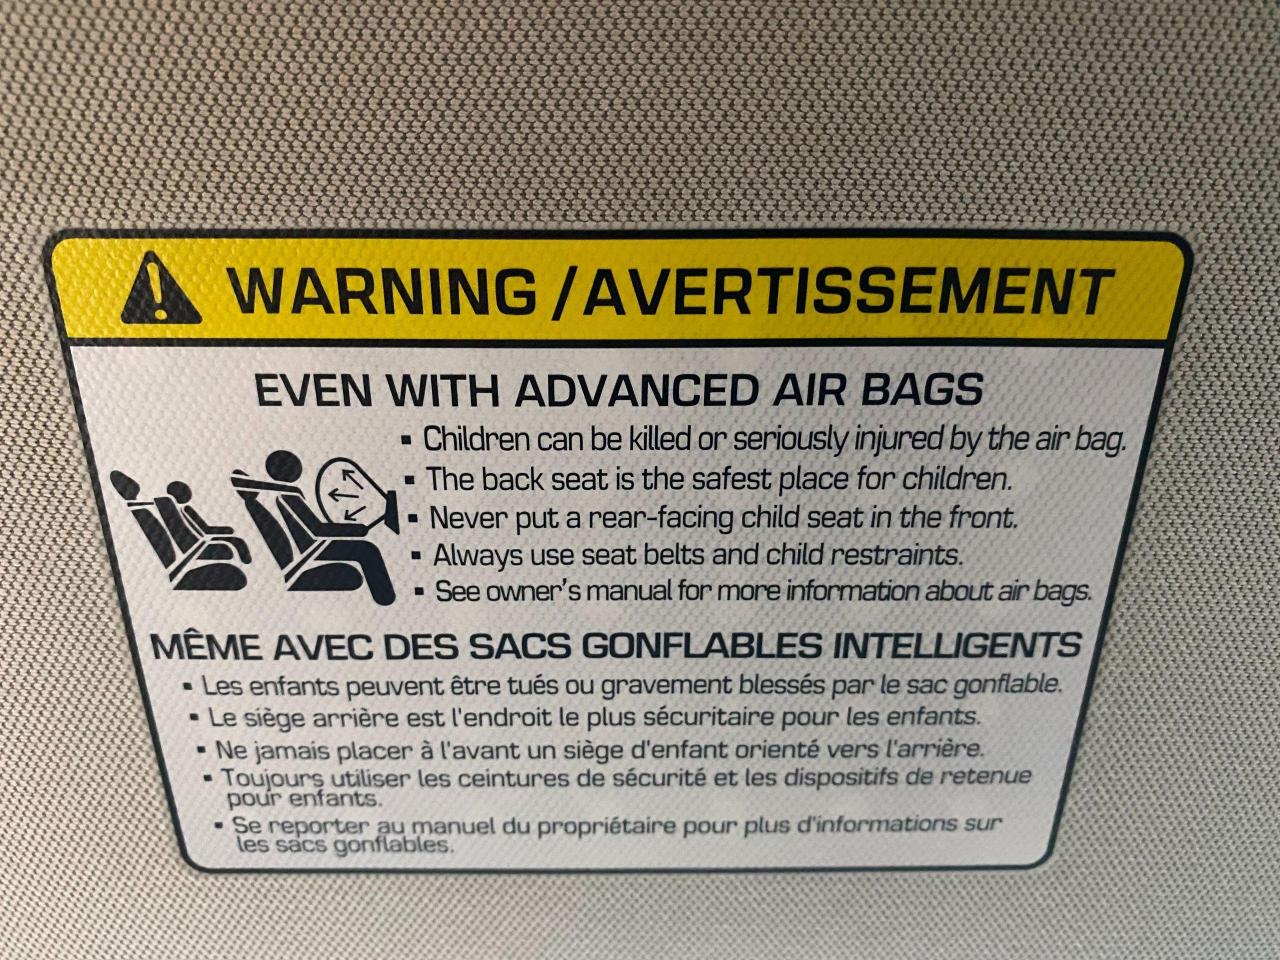 WARNING / AVERTISSEMENT
EVEN WITH ADVANCED AIR BAGS
▪ Children can be killed or seriously injured by the air bag.
▪ The back seat is the safest place for children.
▪ Never put a rear-facing child seat in the front.
▪ Always use seat belts and child restraints.
▪ See owner's manual for more information about air bags.
MÊME AVEC DES SACS GONFLABLES INTELLIGENTS
▪ Les enfants peuvent être tués ou gravement blessés par le sac gonflable.
▪ Le siège arrière est l'endroit le plus sécuritaire pour les enfants.
▪ Ne jamais placer à l'avant un siège d'enfant orienté vers l'arrière.
▪ Toujours utiliser les ceintures de sécurité et les dispositifs de retenue
pour enfants.
▪ Se reporter au manuel du propriétaire pour plus d'informations sur
les sacs gonflables.